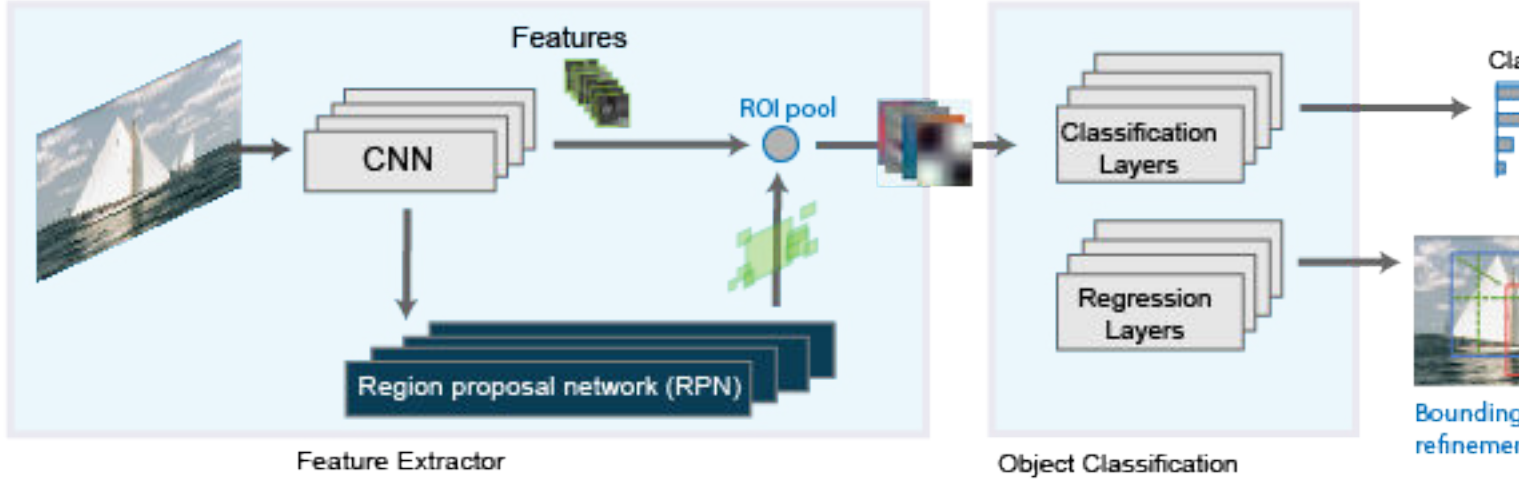 Features
ROI pool
CNN
Region proposal network (RPN)
Feature Extractor
Classification
Layers
Regression
Layers
Object Classification
Bounding